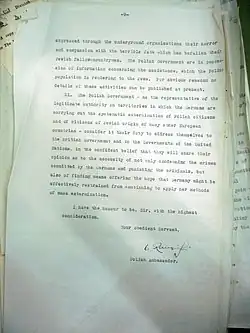 expressed through the underground organisations their horror
and compassion with the terrible fate which has befallen their
Jewish fellow-countrymen. The Polish Government are in posses-
sion of information concerning the assistance, which the Polish
population is rendering to the Jews. For obvious reasons no
details of these activities can be published at present.
21. The Polish Government - as the representative of the
legitimate authority on territories in which the Germans are
carrying out the systematic extermination of Polish citizens
and of citizens of Jewish origin of many other European
countries - consider it their duty to address themselves to
the British Government and to the Governments of the United
Nations, in the confident belief that they will share their
opinion as to the necessity of not only condemning the crimes
committed by the Germans and punishing the criminals, but
also of finding means offering the hope that Germany might be
effectively restrained from continuing to apply her methods
of mass extermination.
I have the honour to be, Sir, with the highest
consideration,
Your obedient Servant,
Polish Ambassador.